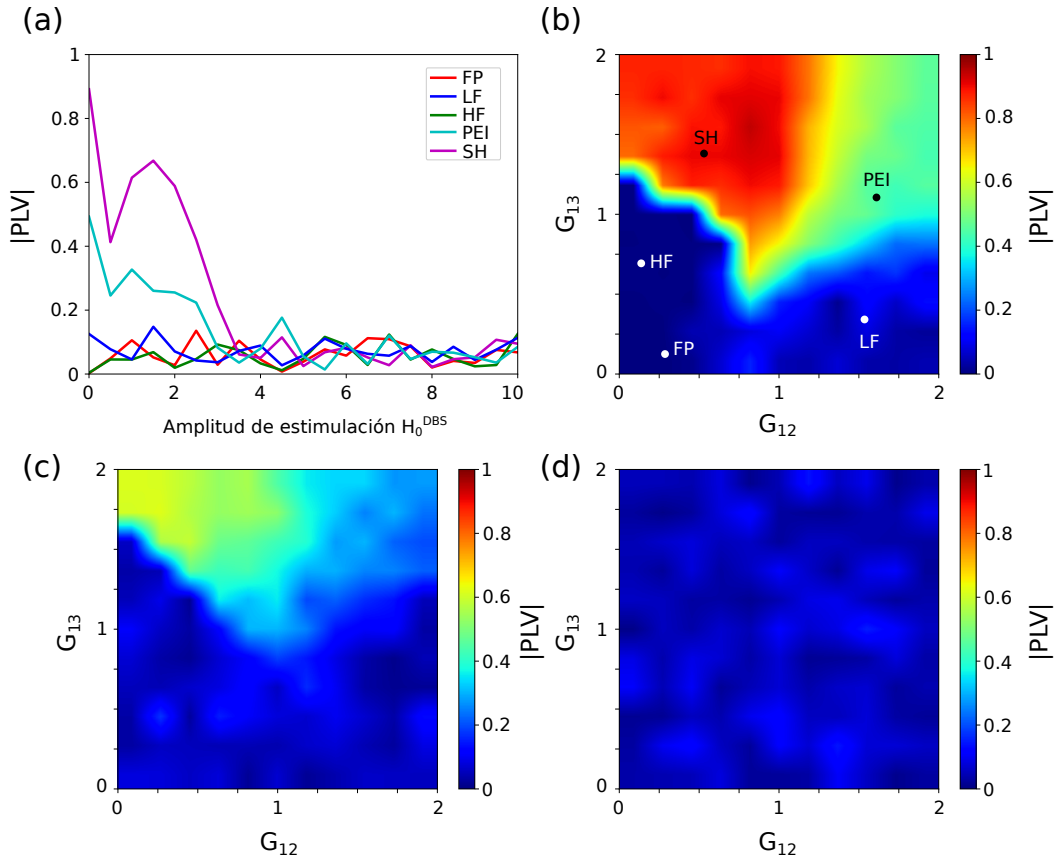 (a)
1
0.8
0.6
0.4
0.2
0
|PLV|
FP
LF
HF
PEI
SH
0 2 4 6 8 10
Amplitud de estimulación H₀ᴰᴮˢ
(b)
2
1
0
G₁₃
SH
PEI
HF
LF
FP
0 1 2
G₁₂
1
0.8
0.6
0.4
0.2
0
|PLV|
(c)
2
1
0
G₁₃
0 1 2
G₁₂
1
0.8
0.6
0.4
0.2
0
|PLV|
(d)
2
1
0
G₁₃
0 1 2
G₁₂
1
0.8
0.6
0.4
0.2
0
|PLV|